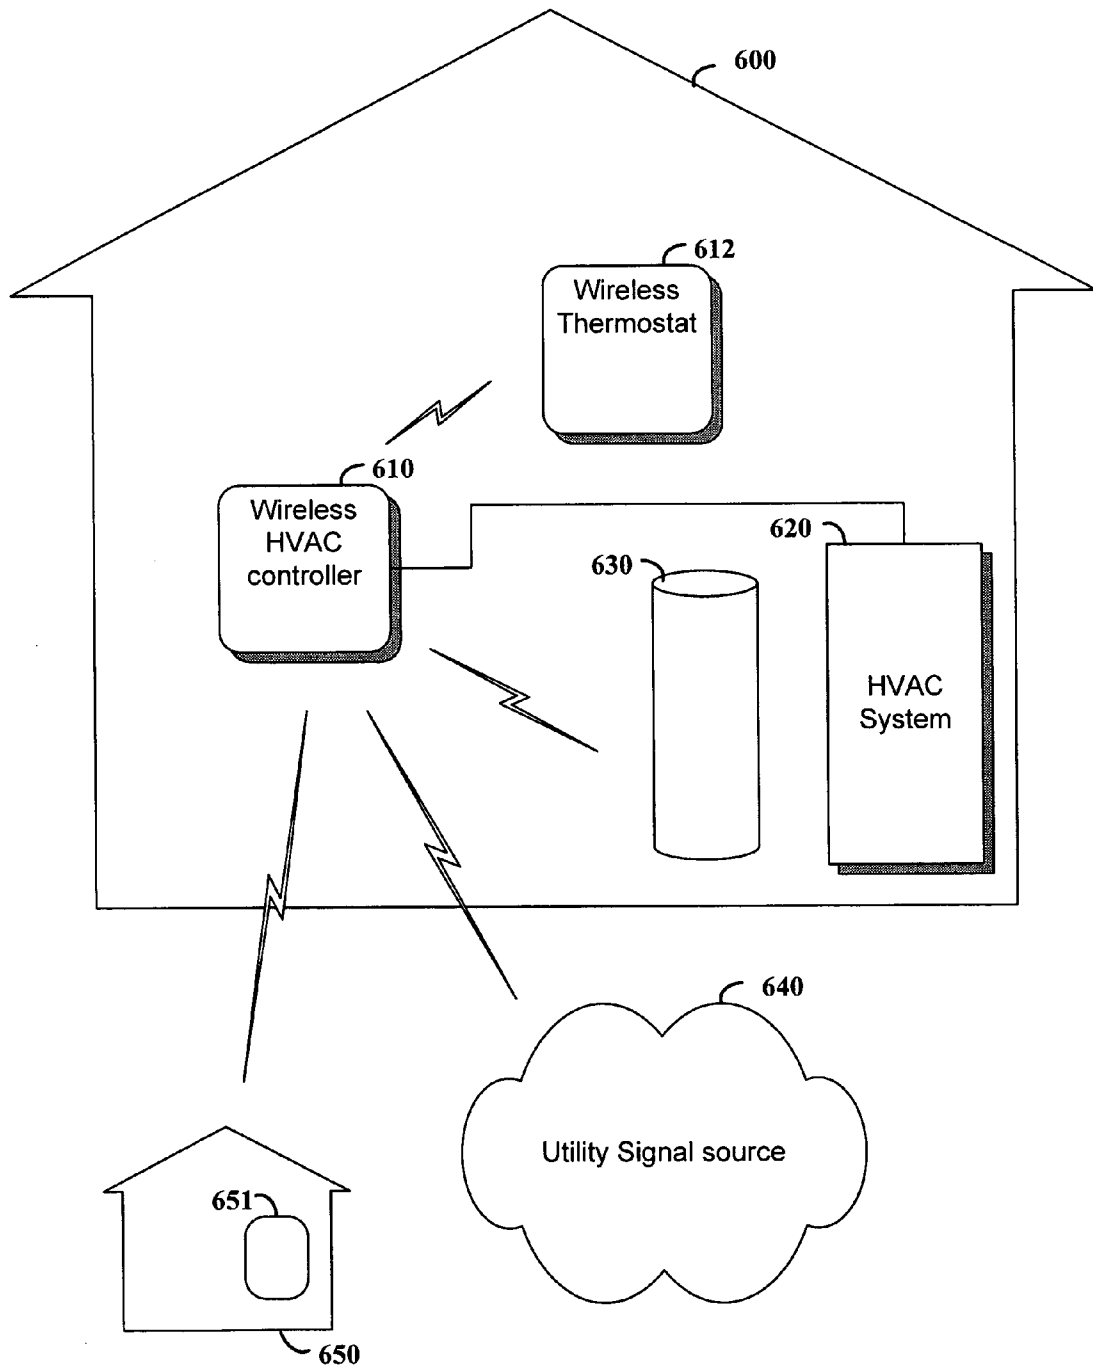 600
612
Wireless
Thermostat
610
Wireless
HVAC
controller
620
630
HVAC
System
640
Utility Signal source
651
650